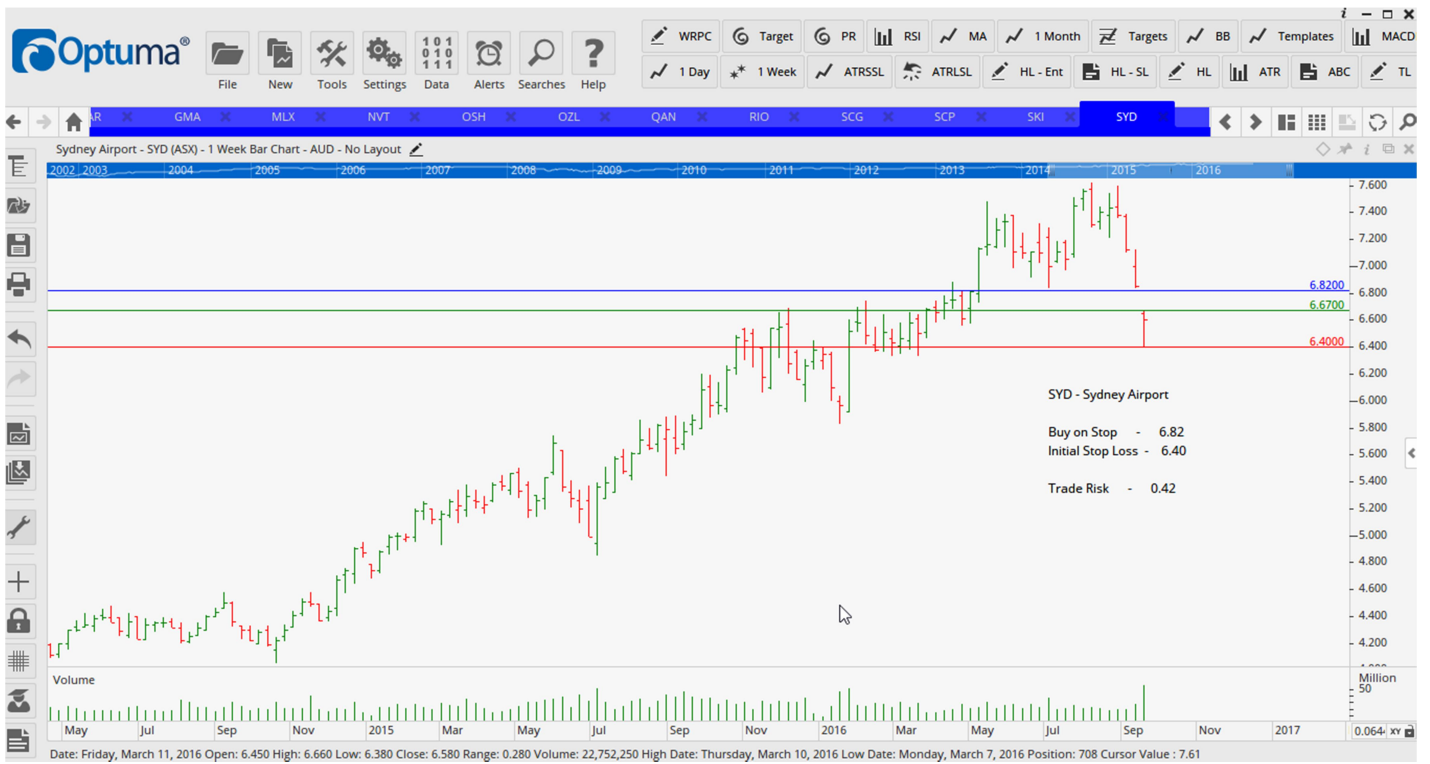 i
Optuma®
File New Tools Settings Data Alerts Searches Help
WRPC Target PR RSI MA 1 Month Targets BB Templates MACD
1 Day 1 Week ATRSSL ATRLSL HL - Ent HL - SL HL ATR ABC TL
AR GMA MLX NVT OSH OZL QAN RIO SCG SCP SKI SYD
Sydney Airport - SYD (ASX) - 1 Week Bar Chart - AUD - No Layout
2002 2003 2004 2005 2006 2007 2008 2009 2010 2011 2012 2013 2014 2015 2016
7.600
7.400
7.200
7.000
6.8200
6.800
6.6700
6.600
6.4000
6.400
6.200
SYD - Sydney Airport
6.000
5.800
Buy on Stop - 6.82
Initial Stop Loss - 6.40
5.600
5.400
Trade Risk - 0.42
5.200
5.000
4.800
4.600
4.400
4.200
Volume
Million
50
May Jul Sep Nov 2015 Mar May Jul Sep Nov 2016 Mar May Jul Sep Nov 2017
0.064 XY
Date: Friday, March 11, 2016 Open: 6.450 High: 6.660 Low: 6.380 Close: 6.580 Range: 0.280 Volume: 22,752,250 High Date: Thursday, March 10, 2016 Low Date: Monday, March 7, 2016 Position: 708 Cursor Value : 7.61